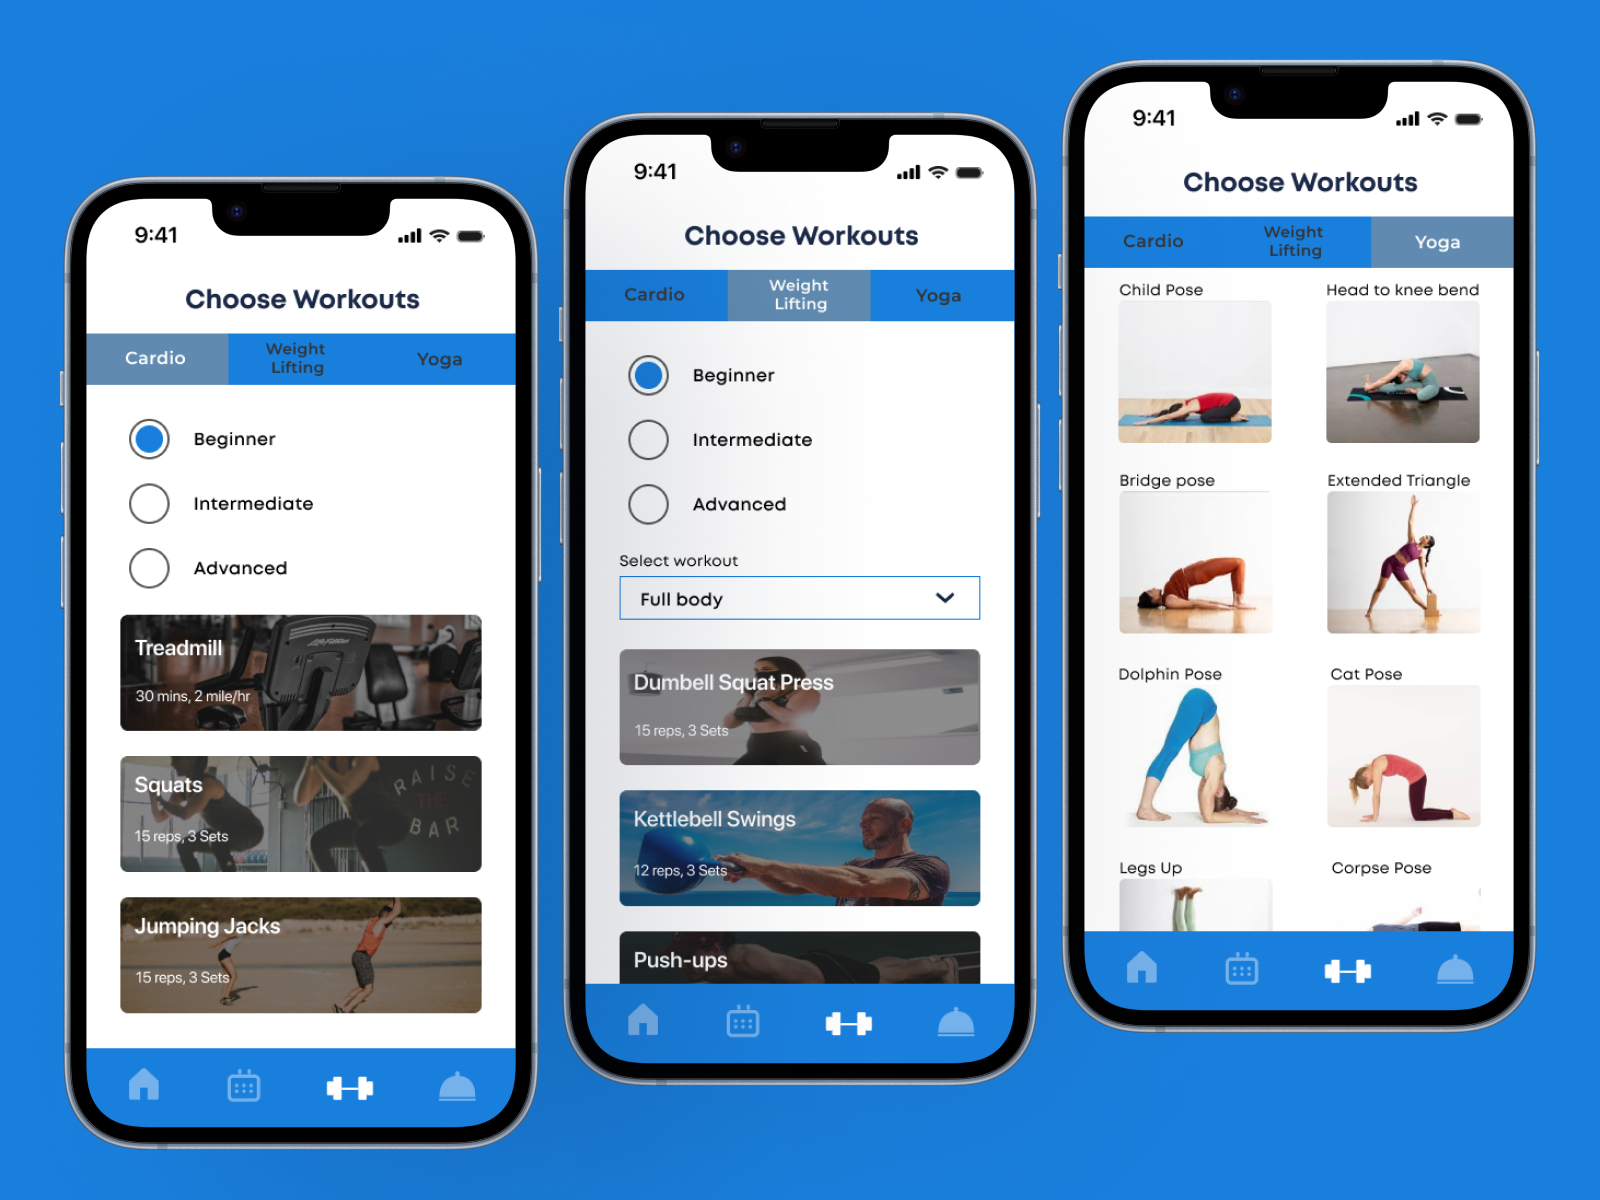 9:41
Choose Workouts
Cardio
Weight
Lifting
Yoga
Beginner
Intermediate
Advanced
Treadmill
30 mins, 2 mile/hr
Squats
15 reps, 3 Sets
RAISE
THE
BAR
Jumping Jacks
15 reps, 3 Sets
9:41
Choose Workouts
Cardio
Weight
Lifting
Yoga
Beginner
Intermediate
Advanced
Select workout
Full body
Dumbell Squat Press
15 reps, 3 Sets
Kettlebell Swings
12 reps, 3 Sets
Push-ups
9:41
Choose Workouts
Cardio
Weight
Lifting
Yoga
Child Pose
Head to knee bend
Bridge pose
Extended Triangle
Dolphin Pose
Cat Pose
Legs Up
Corpse Pose